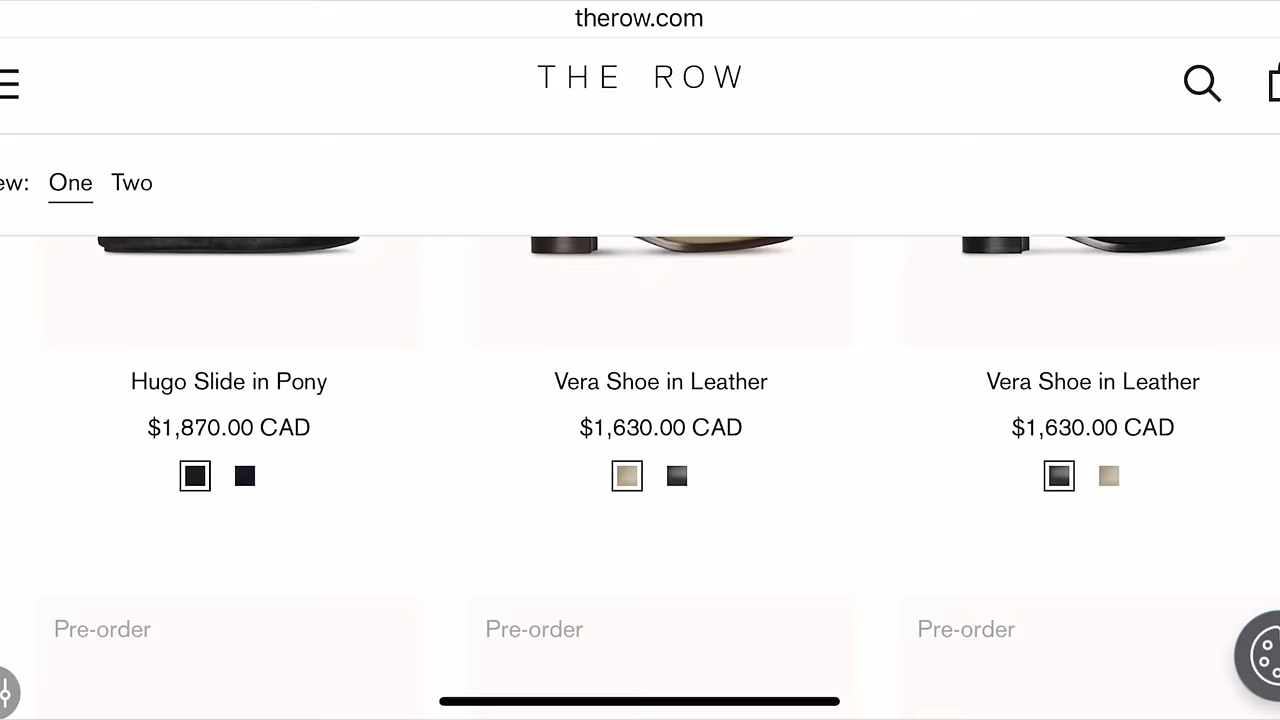 therow.com
THE ROW
ew: One Two
Hugo Slide in Pony
$1,870.00 CAD
Vera Shoe in Leather
$1,630.00 CAD
Vera Shoe in Leather
$1,630.00 CAD
Pre-order
Pre-order
Pre-order